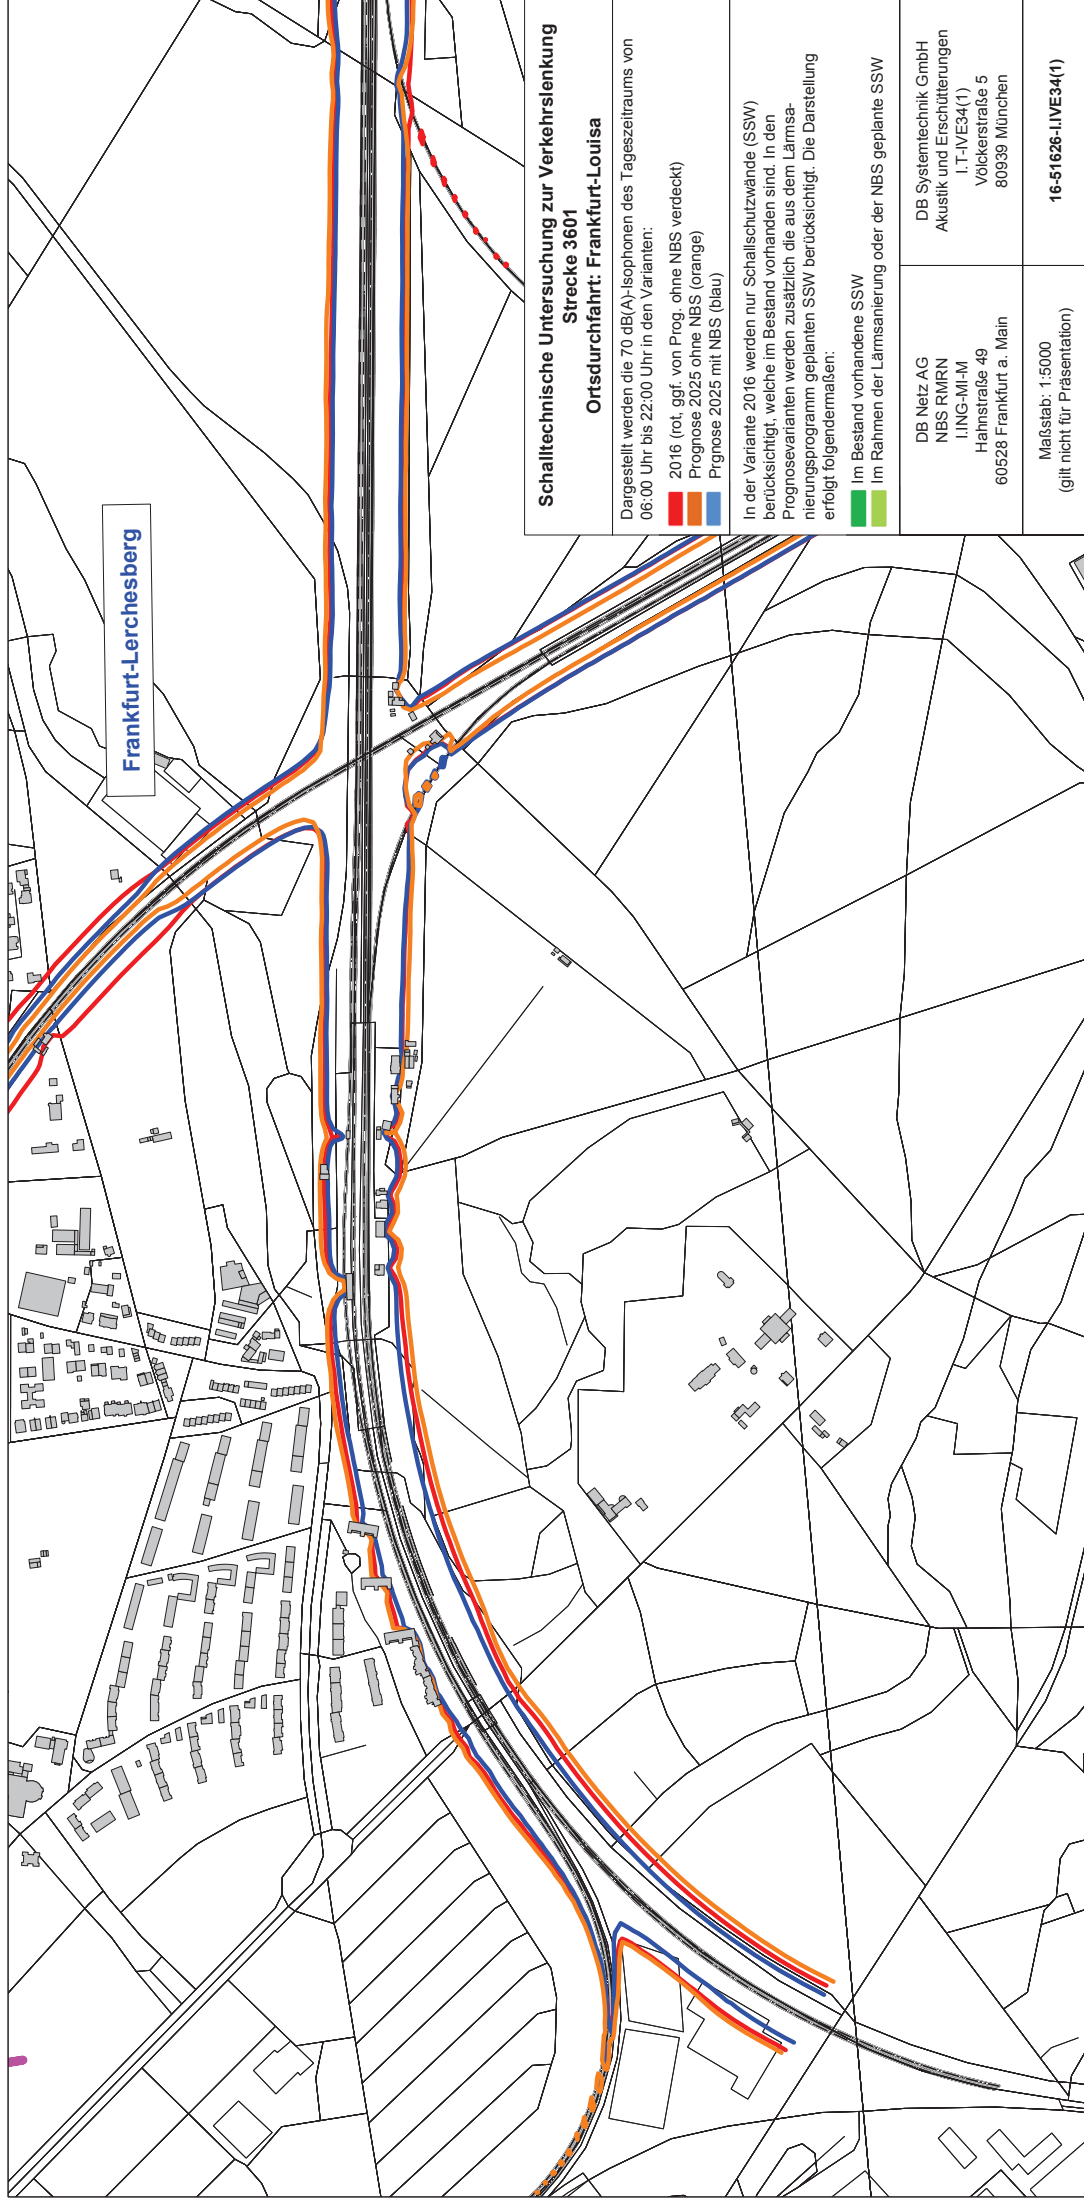 Frankfurt-Lerchesberg
Schalltechnische Untersuchung zur Verkehrslenkung
Strecke 3601
Ortsdurchfahrt: Frankfurt-Louisa
Dargestellt werden die 70 dB(A)-Isophonen des Tageszeitraums von
06:00 Uhr bis 22:00 Uhr in den Varianten:
2016 (rot, ggf. von Prog. ohne NBS verdeckt)
Prognose 2025 ohne NBS (orange)
Prgnose 2025 mit NBS (blau)
In der Variante 2016 werden nur Schallschutzwände (SSW)
berücksichtigt, welche im Bestand vorhanden sind. In den
Prognosevarianten werden zusätzlich die aus dem Lärmsa-
nierungsprogramm geplanten SSW berücksichtigt. Die Darstellung
erfolgt folgendermaßen:
Im Bestand vorhandene SSW
Im Rahmen der Lärmsanierung oder der NBS geplante SSW
DB Netz AG
NBS RMRN
I.ING-MI-M
Hahnstraße 49
60528 Frankfurt a. Main
DB Systemtechnik GmbH
Akustik und Erschütterungen
I.T-IVE34(1)
Völckerstraße 5
80939 München
Maßstab: 1:5000
(gilt nicht für Präsentation)
16-51626-I.IVE34(1)